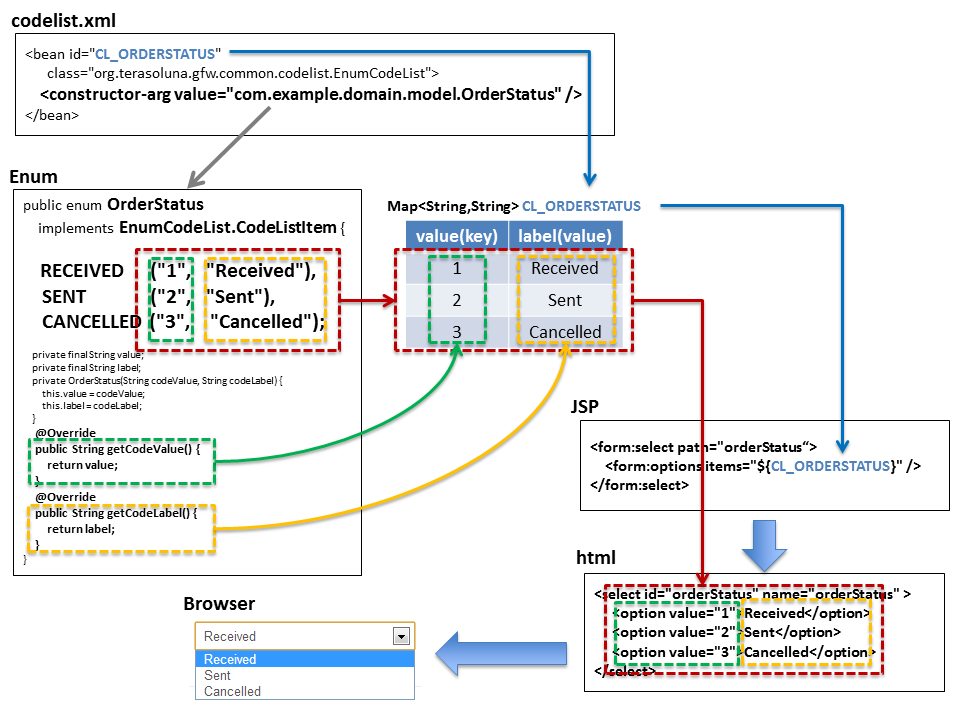 codelist.xml
<bean id="CL_ORDERSTATUS"
class="org.terasoluna.gfw.common.codelist.EnumCodeList">
<constructor-arg value="com.example.domain.model.OrderStatus" />
</bean>
Enum
public enum OrderStatus
implements EnumCodeList.CodeListItem {
RECEIVED ("1", "Received"),
SENT ("2", "Sent"),
CANCELLED ("3", "Cancelled");
private final String value;
private final String label;
private OrderStatus(String codeValue, String codeLabel) {
this.value = codeValue;
this.label = codeLabel;
}
@Override
public String getCodeValue() {
return value;
}
@Override
public String getCodeLabel() {
return label;
}
}
Map<String,String> CL_ORDERSTATUS
value(key) label(value)
1 Received
2 Sent
3 Cancelled
JSP
<form:select path="orderStatus“>
<form:options items="${CL_ORDERSTATUS}" />
</form:select>
html
<select id="orderStatus" name="orderStatus" >
<option value="1">Received</option>
<option value="2">Sent</option>
<option value="3">Cancelled</option>
</select>
Browser
Received
Received
Sent
Cancelled